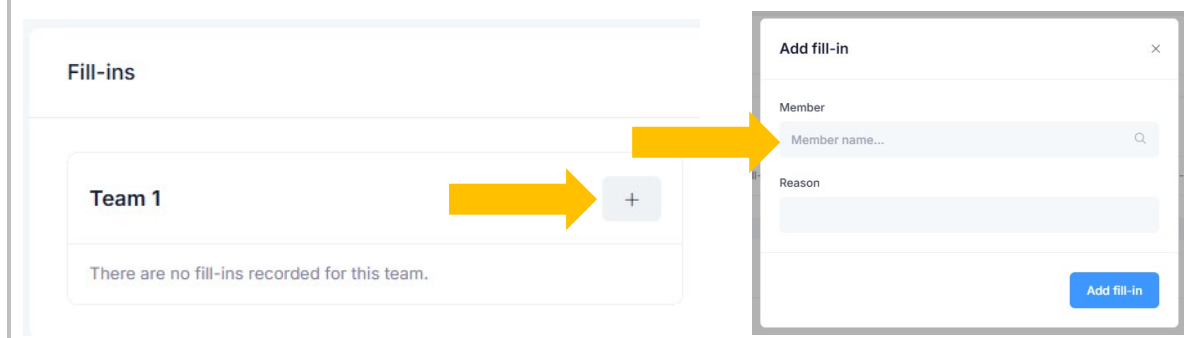 Fill-ins
Team 1
+
There are no fill-ins recorded for this team.
Add fill-in
Member
Member name...
Reason
Add fill-in